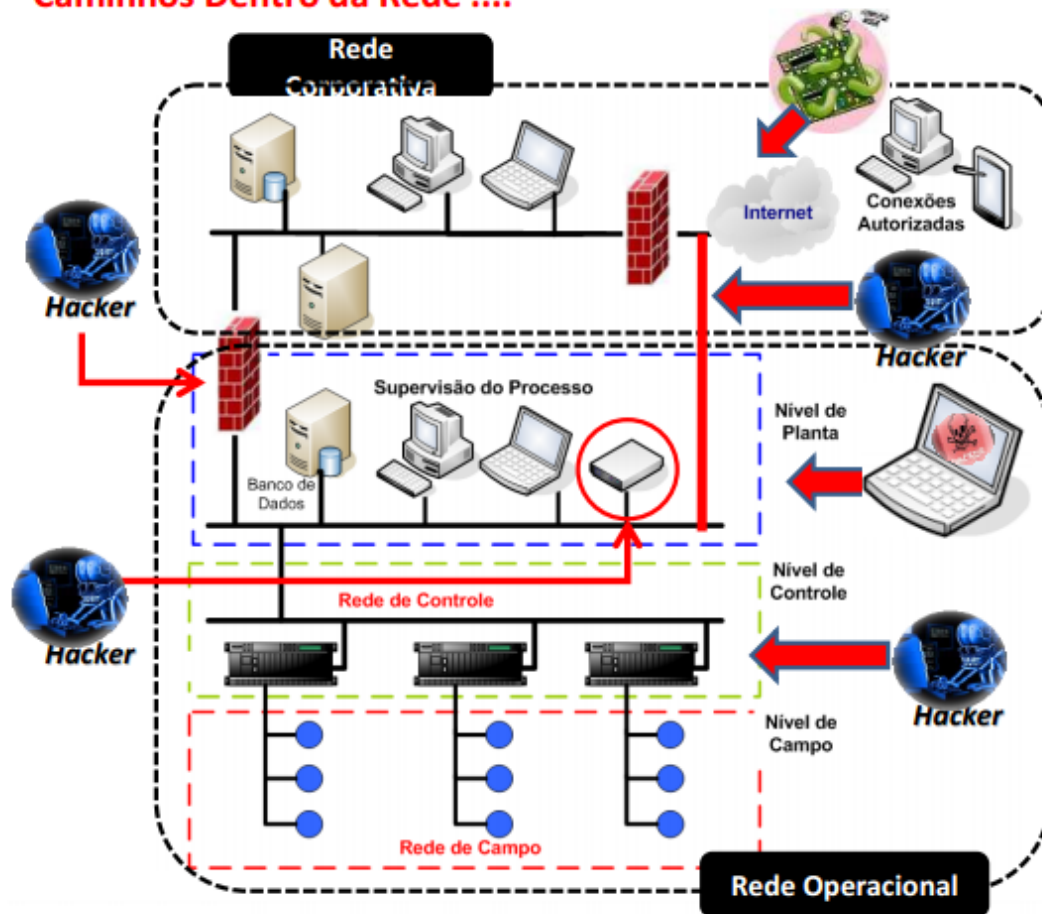 Caminhos Dentro da Rede ....
Rede
Corporativa
Internet
Conexões
Autorizadas
Hacker
Hacker
Supervisão do Processo
Nível de
Planta
Banco de
Dados
Nível de
Controle
Rede de Controle
Hacker
Hacker
Nível de
Campo
Rede de Campo
Rede Operacional